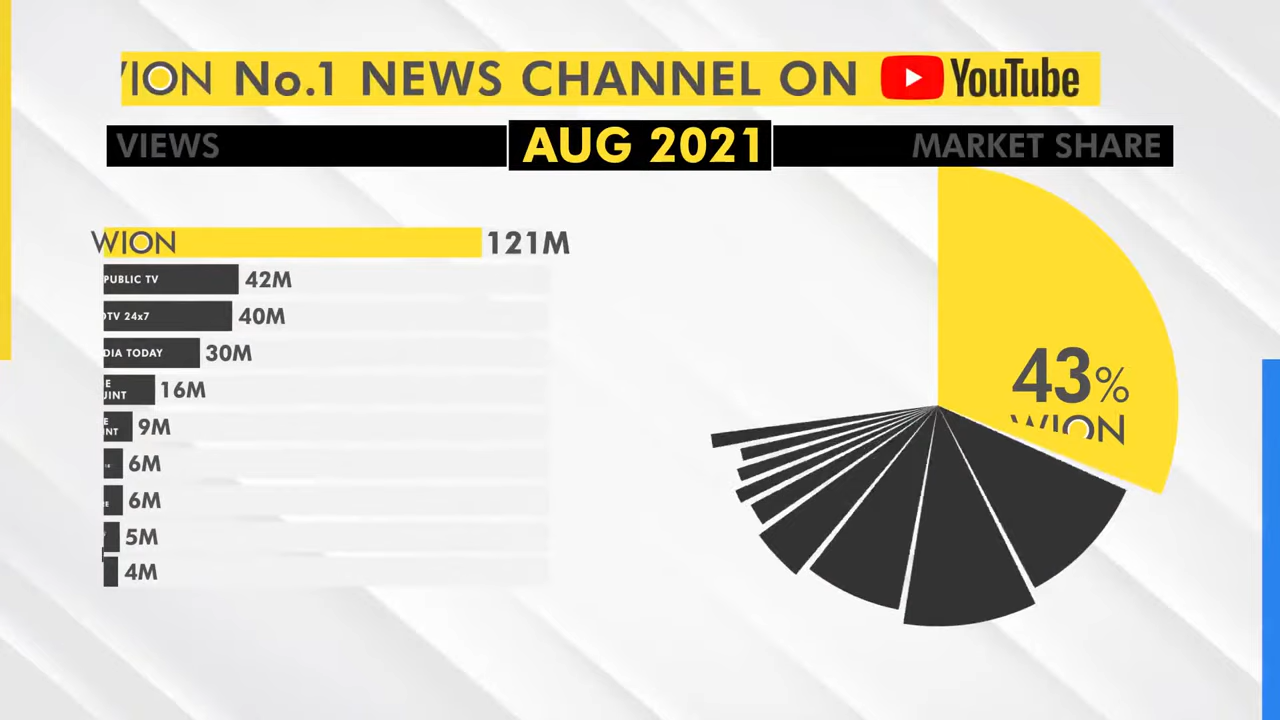 WION No.1 NEWS CHANNEL ON YouTube
VIEWS
AUG 2021
MARKET SHARE
WION 121M
PUBLIC TV 42M
DTV 24x7 40M
DIA TODAY 30M
16M
9M
6M
6M
5M
4M
43%
WION